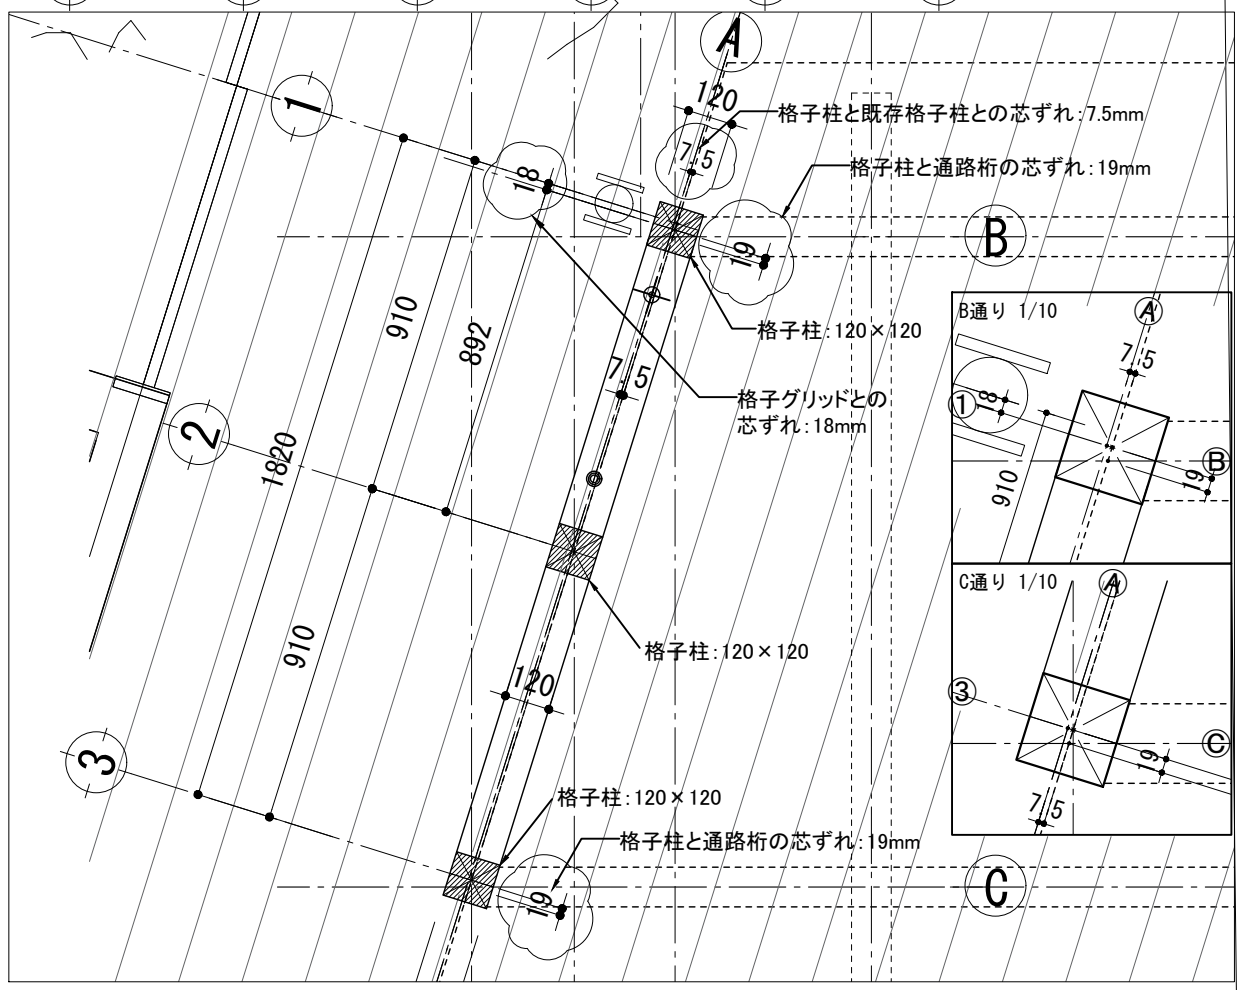 A
1
120
格子柱と既存格子柱との芯ずれ:7.5mm
7.5
格子柱と通路桁の芯ずれ:19mm
18
B
19
910
892
格子柱:120×120
7.5
格子グリッドとの
芯ずれ:18mm
2
1820
910
格子柱:120×120
120
3
格子柱:120×120
格子柱と通路桁の芯ずれ:19mm
19
C
B通り 1/10
A
7.5
18
1
B
19
910
C通り 1/10
A
3
C
19
7.5